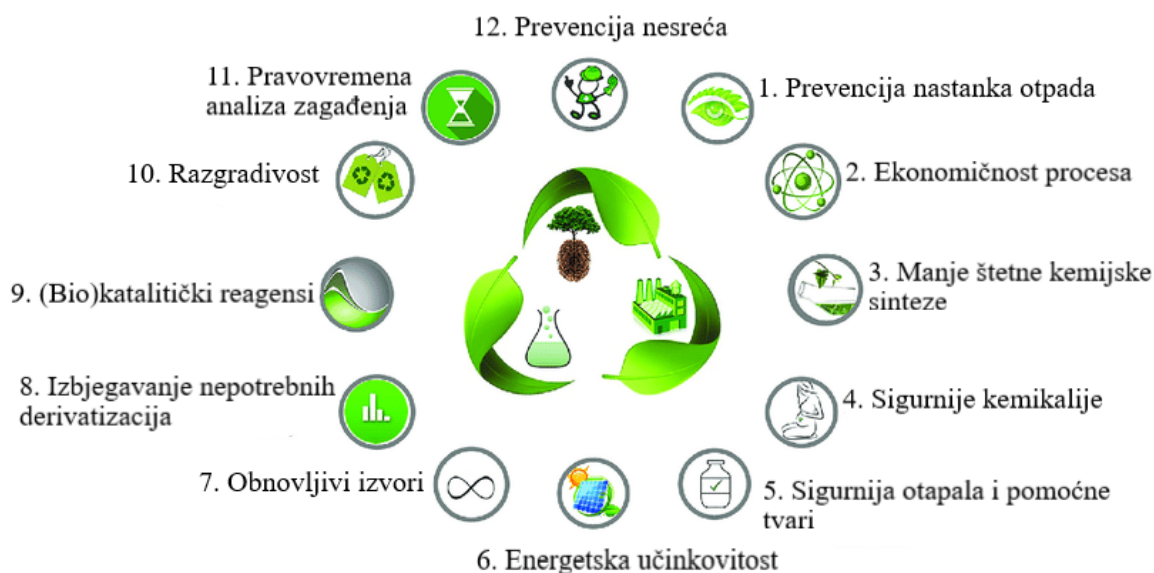 12. Prevencija nesreća
1. Prevencija nastanka otpada
2. Ekonomičnost procesa
3. Manje štetne kemijske
sinteze
4. Sigurnije kemikalije
5. Sigurnija otapala i pomoćne
tvari
6. Energetska učinkovitost
7. Obnovljivi izvori
8. Izbjegavanje nepotrebnih
derivatizacija
9. (Bio)katalitički reagensi
10. Razgradivost
11. Pravovremena
analiza zagađenja